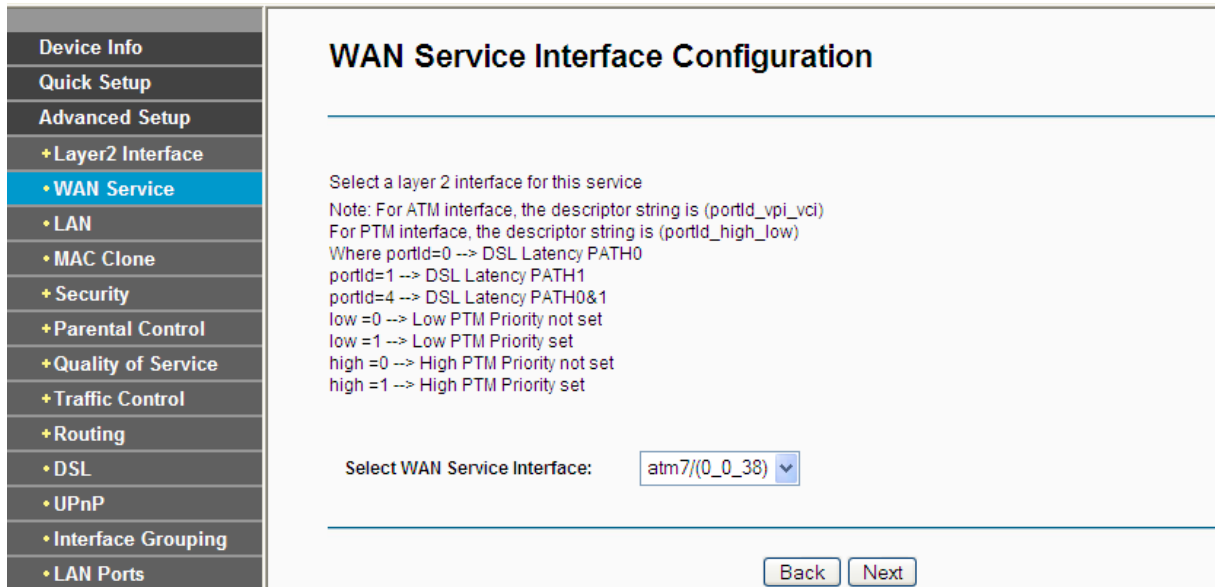 Device Info
Quick Setup
Advanced Setup
+Layer2 Interface
•WAN Service
•LAN
•MAC Clone
+Security
+Parental Control
+Quality of Service
+Traffic Control
+Routing
•DSL
•UPnP
•Interface Grouping
•LAN Ports
WAN Service Interface Configuration
Select a layer 2 interface for this service
Note: For ATM interface, the descriptor string is (portId_vpi_vci)
For PTM interface, the descriptor string is (portId_high_low)
Where portId=0 --> DSL Latency PATH0
portId=1 --> DSL Latency PATH1
portId=4 --> DSL Latency PATH0&1
low =0 --> Low PTM Priority not set
low =1 --> Low PTM Priority set
high =0 --> High PTM Priority not set
high =1 --> High PTM Priority set
Select WAN Service Interface: atm7/(0_0_38)
Back Next